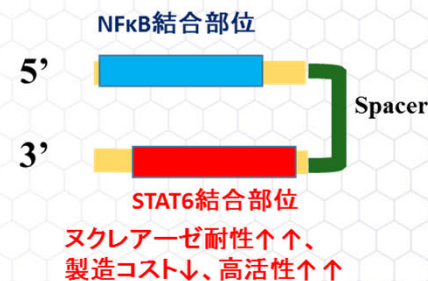 NFκB結合部位
5’
Spacer
3’
STAT6結合部位
ヌクレアーゼ耐性↑↑、
製造コスト↓、高活性↑↑